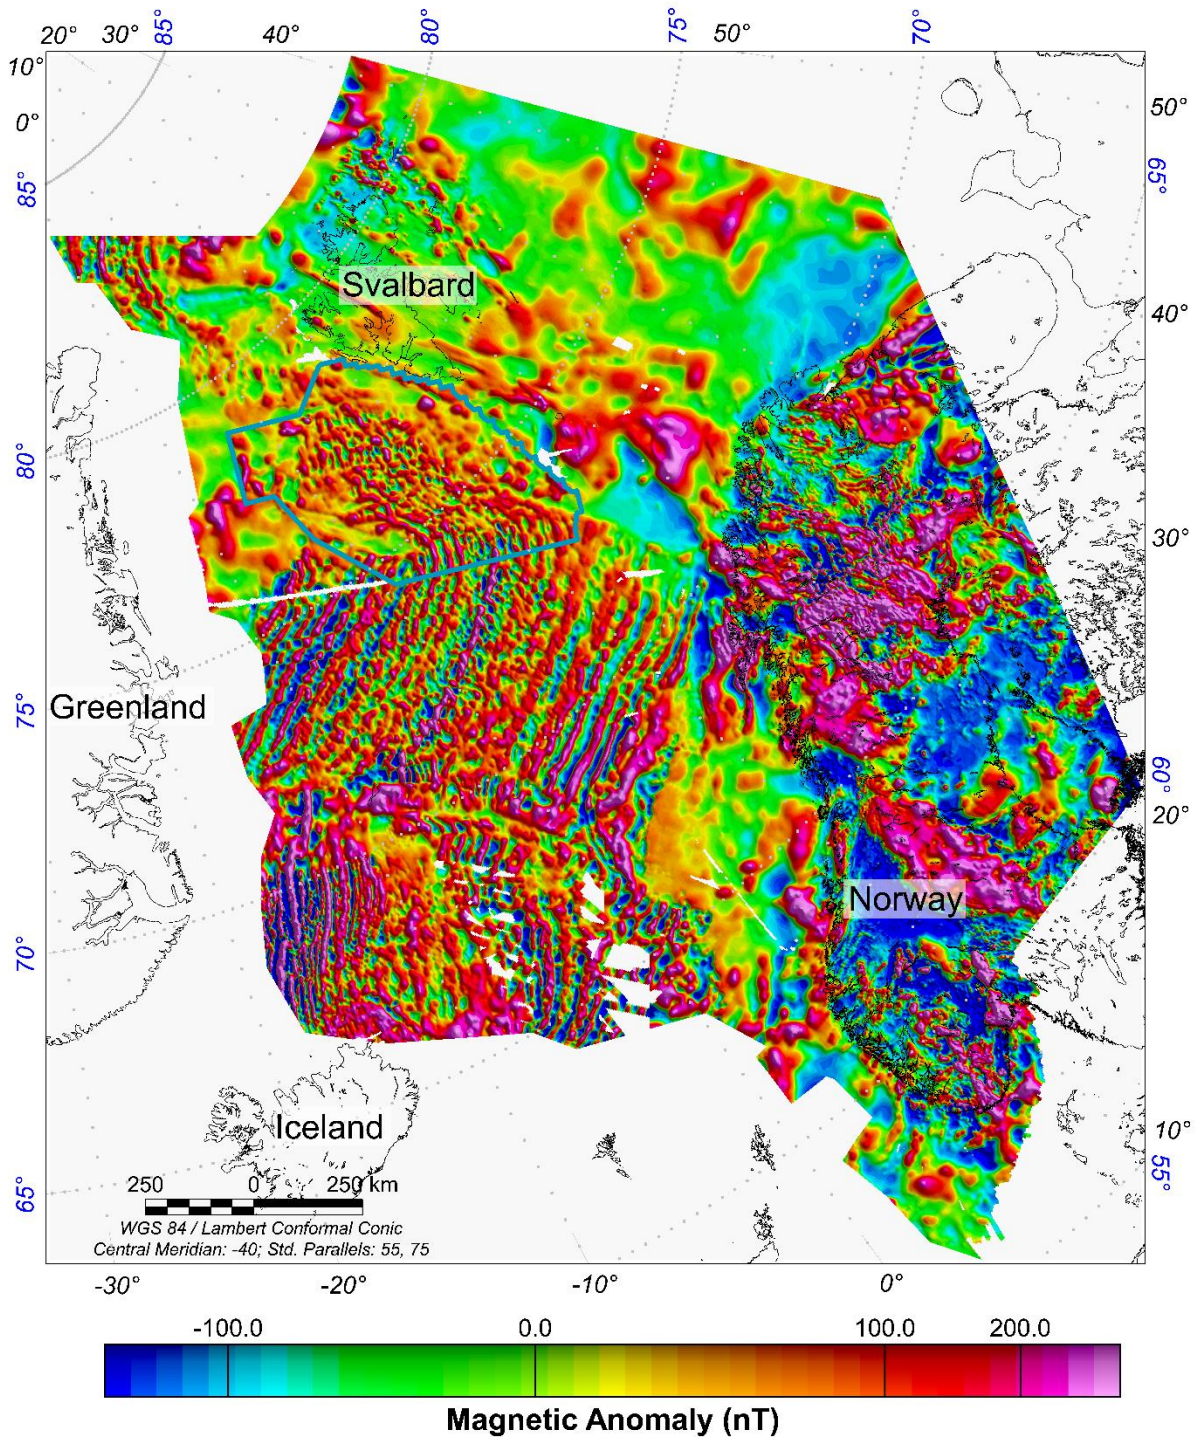 20° 30° 85° 40° 80° 75° 50° 70°
10°
50°
0°
85°
65°
Svalbard
40°
80°
30°
75°
Greenland
60°
20°
Norway
70°
Iceland
10°
55°
65°
250 0 250 km
WGS 84 / Lambert Conformal Conic
Central Meridian: -40; Std. Parallels: 55, 75
-30° -20° -10° 0°
-100.0 0.0 100.0 200.0
Magnetic Anomaly (nT)